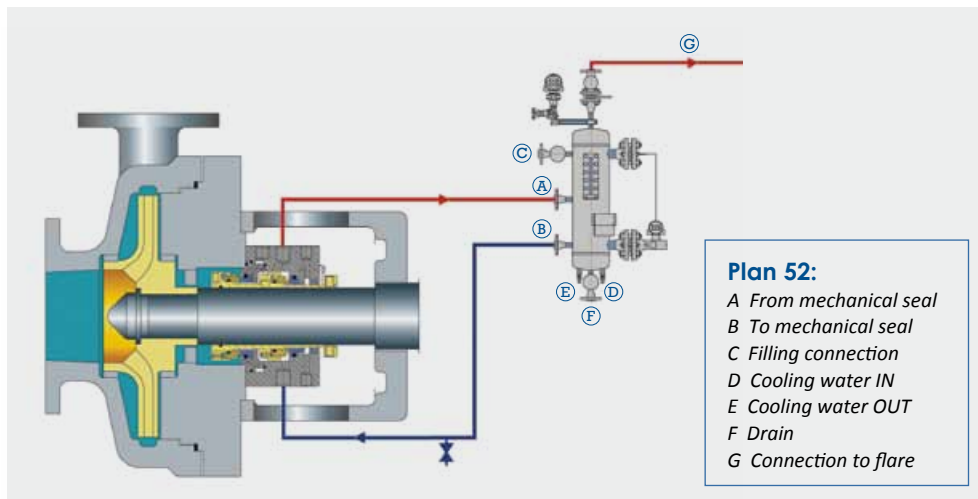 G
C
A
B
E
D
F
Plan 52:
A From mechanical seal
B To mechanical seal
C Filling connection
D Cooling water IN
E Cooling water OUT
F Drain
G Connection to flare